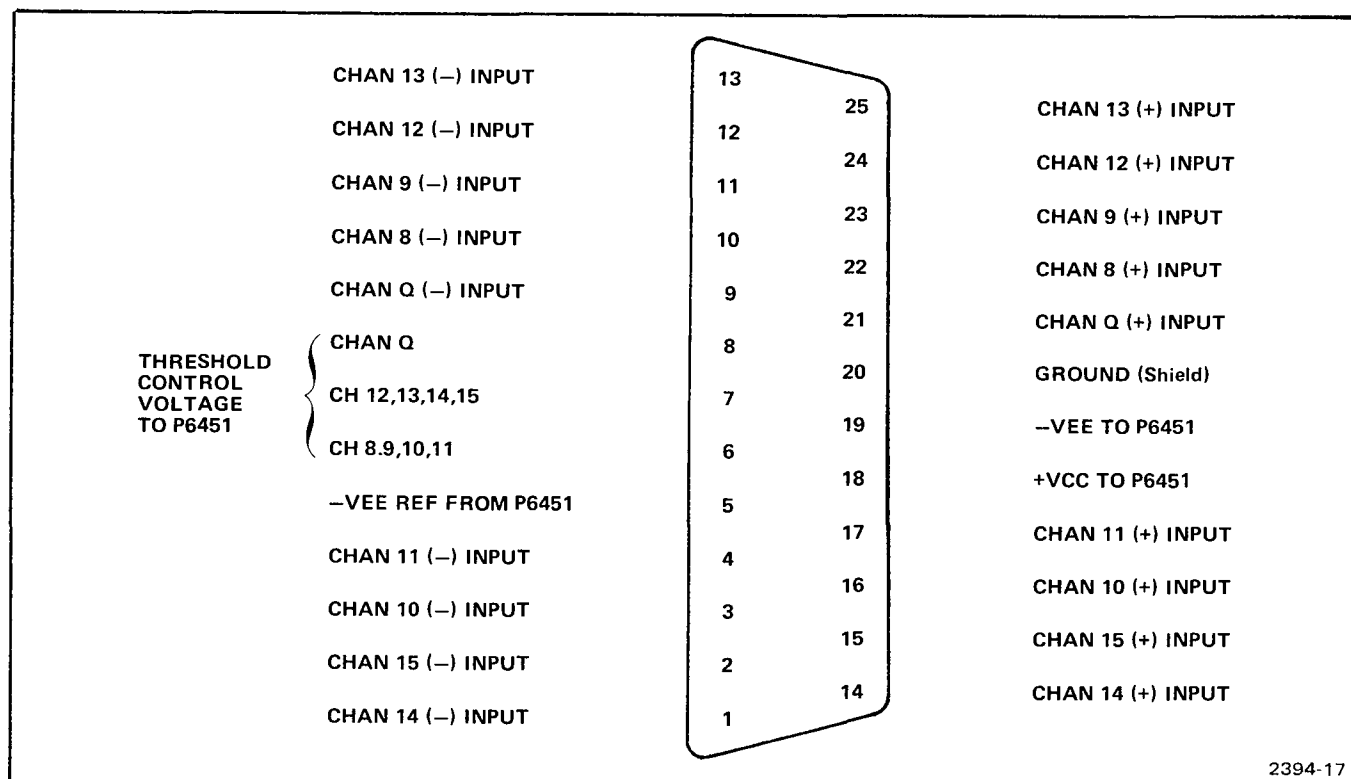 CHAN 13 (—) INPUT 13
25 CHAN 13 (+) INPUT
CHAN 12 (—) INPUT 12
24 CHAN 12 (+) INPUT
CHAN 9 (—) INPUT 11
23 CHAN 9 (+) INPUT
CHAN 8 (—) INPUT 10
22 CHAN 8 (+) INPUT
CHAN Q (—) INPUT 9
21 CHAN Q (+) INPUT
THRESHOLD
CONTROL
VOLTAGE
TO P6451
CHAN Q 8
20 GROUND (Shield)
CH 12,13,14,15 7
19 —VEE TO P6451
CH 8.9,10,11 6
18 +VCC TO P6451
—VEE REF FROM P6451 5
17 CHAN 11 (+) INPUT
CHAN 11 (—) INPUT 4
16 CHAN 10 (+) INPUT
CHAN 10 (—) INPUT 3
15 CHAN 15 (+) INPUT
CHAN 15 (—) INPUT 2
14 CHAN 14 (+) INPUT
CHAN 14 (—) INPUT 1
2394-17